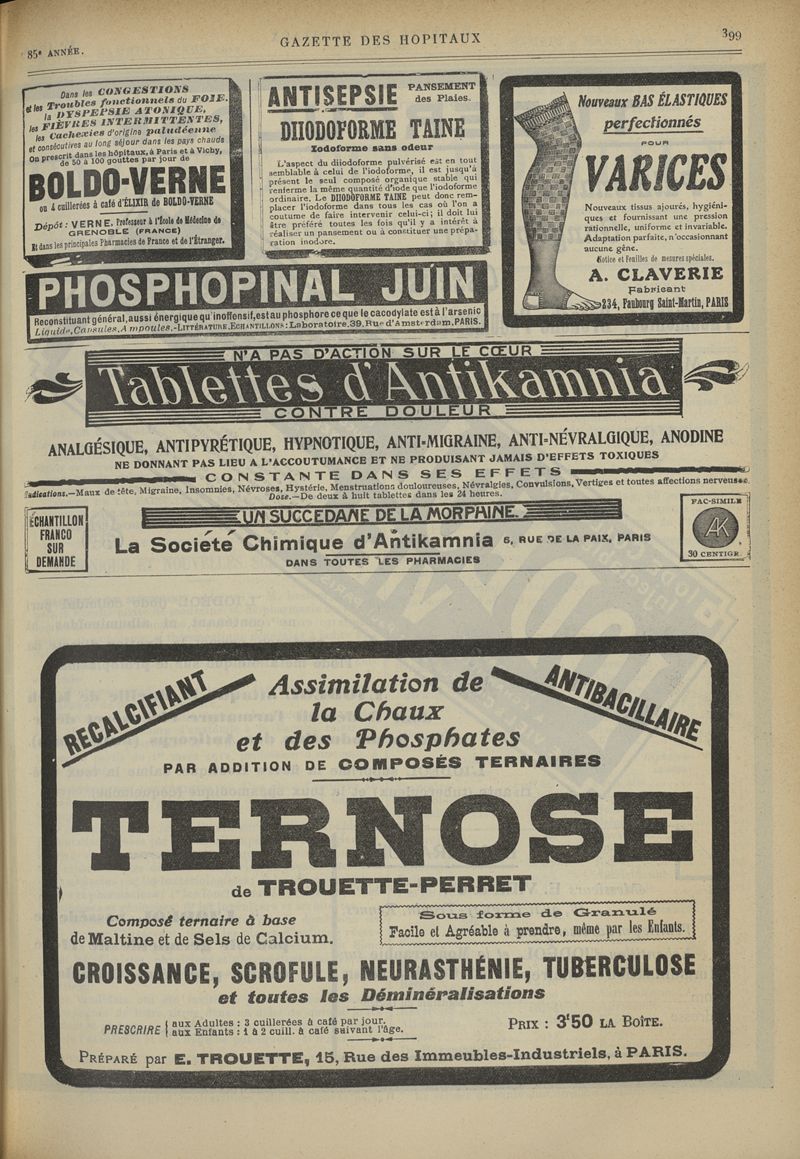 85e ANNÉE.
GAZETTE DES HOPITAUX
399
Dans les CONGESTIONS
et les Troubles fonctionnels du FOIE.
la DYSPEPSIE ATONIQUE,
les FIÈVRES INTERMITTENTES,
les Cachexies d'origine paludéenne
et consécutives au long séjour dans les pays chauds
On prescrit dans les hôpitaux, à Paris et à Vichy,
de 50 à 100 gouttes par jour de
BOLDO-VERNE
ou 4 cuillerées à café d'ÉLIXIR de BOLDO-VERNE
Dépôt : VERNE, Professeur à l'École de Médecine de
GRENOBLE (FRANCE)
Et dans les principales Pharmacies de France et de l'Étranger.
ANTISEPSIE
PANSEMENT
des Plaies.
DIIODOFORME TAINE
Iodoforme sans odeur
L'aspect du diiodoforme pulvérisé est en tout
semblable à celui de l'iodoforme, il est jusqu'à
présent le seul composé organique stable qui
renferme la même quantité d'iode que l'iodoforme
ordinaire. Le DIIODOFORME TAINE peut donc rem-
placer l'iodoforme dans tous les cas où l'on a
coutume de faire intervenir celui-ci; il doit lui
être préféré toutes les fois qu'il y a intérêt à
réaliser un pansement ou à constituer une prépa-
ration inodore.
Nouveaux BAS ÉLASTIQUES
perfectionnés
POUR
VARICES
Nouveaux tissus ajourés, hygiéni-
ques et fournissant une pression
rationnelle, uniforme et invariable.
Adaptation parfaite, n'occasionnant
aucune gêne.
Notice et Feuilles de mesures spéciales.
A. CLAVERIE
Fabricant
234, Faubourg Saint-Martin, PARIS
PHOSPHOPINAL JUIN
Reconstituant général, aussi énergique qu'inoffensif, est au phosphore ce que le cacodylate est à l'arsenic
Liquide, Capsules, Ampoules.-LITTÉRATURE, ECHANTILLONS : Laboratoire, 39, Rue d'Amsterdam, PARIS.
N'A PAS D'ACTION SUR LE CŒUR
Tablettes d'Antikamnia
CONTRE DOULEUR
ANALGÉSIQUE, ANTIPYRÉTIQUE, HYPNOTIQUE, ANTI-MIGRAINE, ANTI-NÉVRALGIQUE, ANODINE
NE DONNANT PAS LIEU A L'ACCOUTUMANCE ET NE PRODUISANT JAMAIS D'EFFETS TOXIQUES
CONSTANTE DANS SES EFFETS
Indications.—Maux de tête, Migraine, Insomnies, Névroses, Hystérie, Menstruations douloureuses, Névralgies, Convulsions, Vertiges et toutes affections nerveuses.
Dose.—De deux à huit tablettes dans les 24 heures.
UN SUCCEDANE DE LA MORPHINE.
ÉCHANTILLON
FRANCO
SUR
DEMANDE
La Société Chimique d'Antikamnia 5, RUE DE LA PAIX, PARIS
DANS TOUTES LES PHARMACIES
FAC-SIMILE
AK
30 CENTIGR.
RECALCIFIANT
Assimilation de
la Chaux
et des Phosphates
ANTIBACILLAIRE
PAR ADDITION DE COMPOSÉS TERNAIRES
TERNOSE
de TROUETTE-PERRET
Composé ternaire à base
de Maltine et de Sels de Calcium.
Sous forme de Granulé
Facile et Agréable à prendre, même par les Enfants.
CROISSANCE, SCROFULE, NEURASTHÉNIE, TUBERCULOSE
et toutes les Déminéralisations
PRESCRIRE { aux Adultes : 3 cuillerées à café par jour.
aux Enfants : 1 à 2 cuill. à café suivant l'âge.
PRIX : 3f50 LA BOÎTE.
PRÉPARÉ par E. TROUETTE, 15, Rue des Immeubles-Industriels, à PARIS.